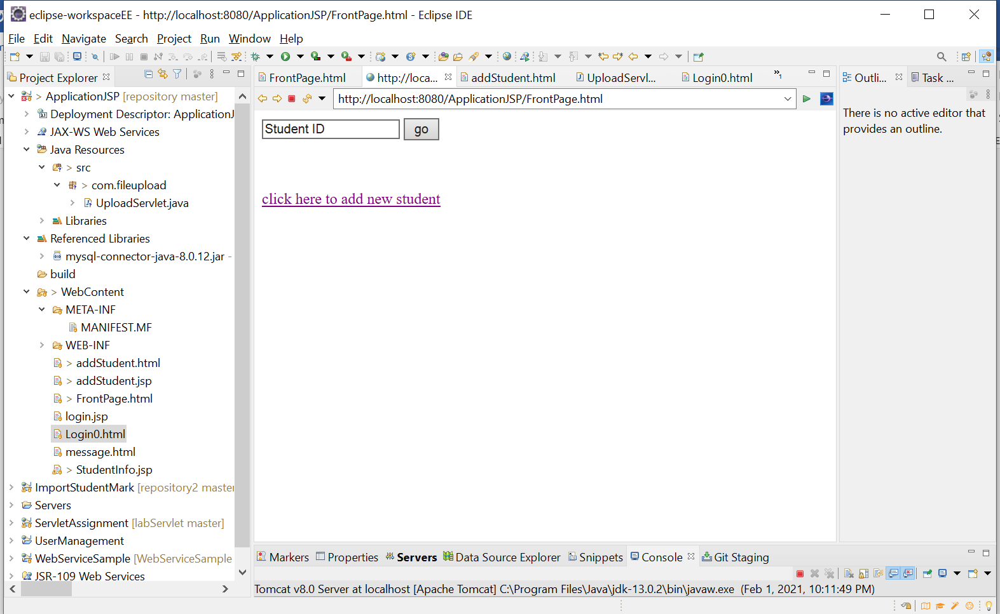 eclipse-workspaceEE - http://localhost:8080/ApplicationJSP/FrontPage.html - Eclipse IDE
File Edit Navigate Search Project Run Window Help
Project Explorer
> ApplicationJSP [repository master]
Deployment Descriptor: ApplicationJ
JAX-WS Web Services
Java Resources
> src
> com.fileupload
UploadServlet.java
Libraries
Referenced Libraries
mysql-connector-java-8.0.12.jar -
build
> WebContent
META-INF
MANIFEST.MF
WEB-INF
> addStudent.html
> addStudent.jsp
> FrontPage.html
login.jsp
Login0.html
message.html
> StudentInfo.jsp
ImportStudentMark [repository2 master
Servers
ServletAssignment [labServlet master]
UserManagement
WebServiceSample [WebServiceSample
JSR-109 Web Services
FrontPage.html http://loca... addStudent.html UploadServl... Login0.html »1
http://localhost:8080/ApplicationJSP/FrontPage.html
Student ID go
click here to add new student
Outli... Task ...
There is no active editor that
provides an outline.
Markers Properties Servers Data Source Explorer Snippets Console Git Staging
Tomcat v8.0 Server at localhost [Apache Tomcat] C:\Program Files\Java\jdk-13.0.2\bin\javaw.exe (Feb 1, 2021, 10:11:49 PM)